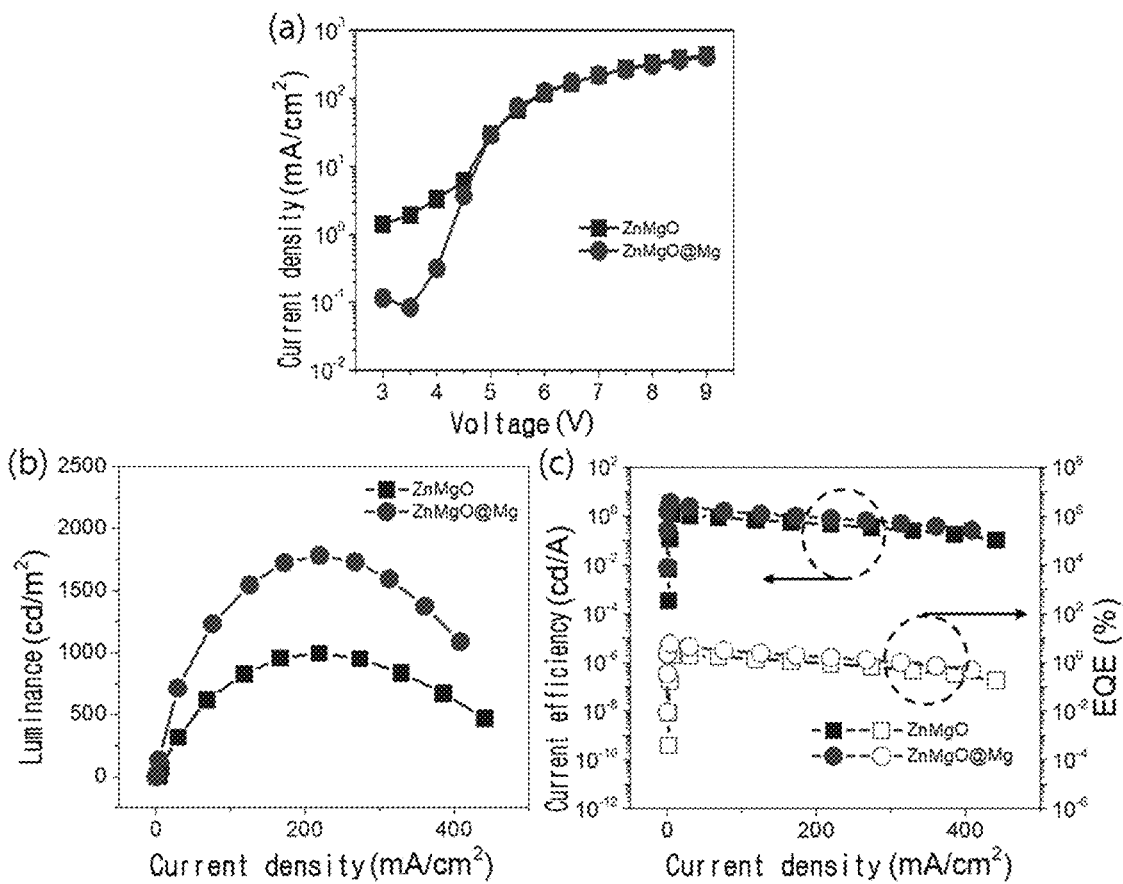 (a)
10³
10²
10¹
10⁰
10⁻¹
10⁻²
Current density(mA/cm²)
ZnMgO
ZnMgO@Mg
3 4 5 6 7 8 9
Voltage(V)
(b)
2500
2000
1500
1000
500
0
Luminance(cd/m²)
ZnMgO
ZnMgO@Mg
0 200 400
Current density(mA/cm²)
(c)
10²
10⁰
10⁻²
10⁻⁴
10⁻⁶
10⁻⁸
10⁻¹⁰
10⁻¹²
Current efficiency(cd/A)
10⁸
10⁶
10⁴
10²
10⁰
10⁻²
10⁻⁴
10⁻⁶
EQE (%)
ZnMgO
ZnMgO@Mg
0 200 400
Current density(mA/cm²)